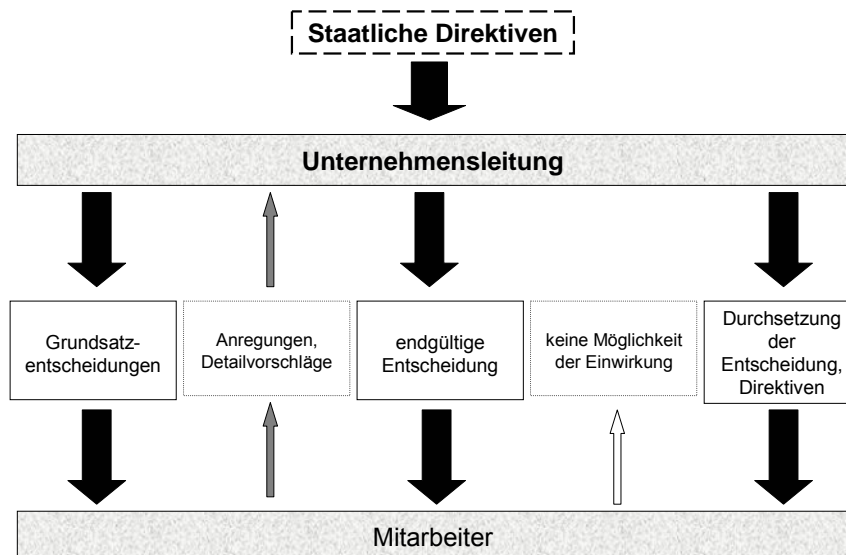 Staatliche Direktiven
Unternehmensleitung
Grundsatz-
entscheidungen
Anregungen,
Detailvorschläge
endgültige
Entscheidung
keine Möglichkeit
der Einwirkung
Durchsetzung
der
Entscheidung,
Direktiven
Mitarbeiter